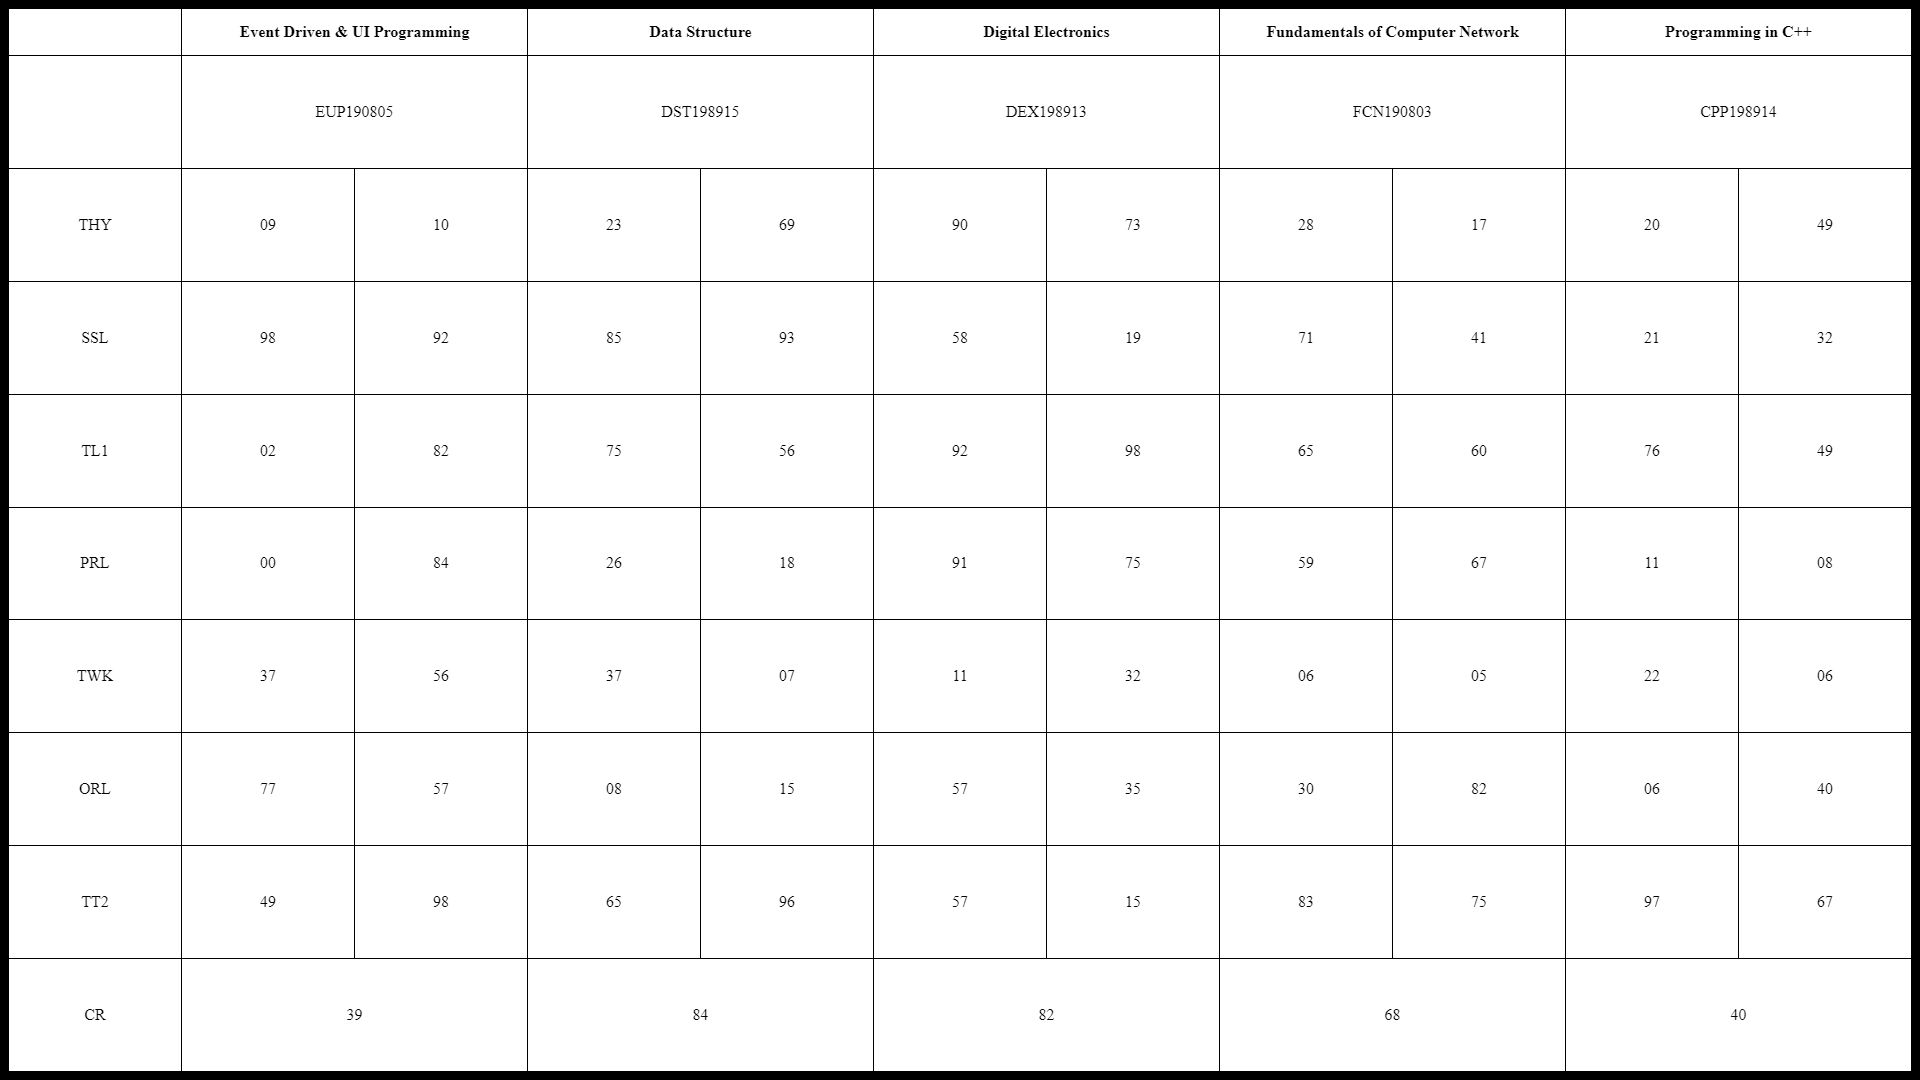 Event Driven & UI Programming Data Structure Digital Electronics Fundamentals of Computer Network Programming in C++
EUP190805 DST198915 DEX198913 FCN190803 CPP198914
THY 09 10 23 69 90 73 28 17 20 49
SSL 98 92 85 93 58 19 71 41 21 32
TL1 02 82 75 56 92 98 65 60 76 49
PRL 00 84 26 18 91 75 59 67 11 08
TWK 37 56 37 07 11 32 06 05 22 06
ORL 77 57 08 15 57 35 30 82 06 40
TT2 49 98 65 96 57 15 83 75 97 67
CR 39 84 82 68 40